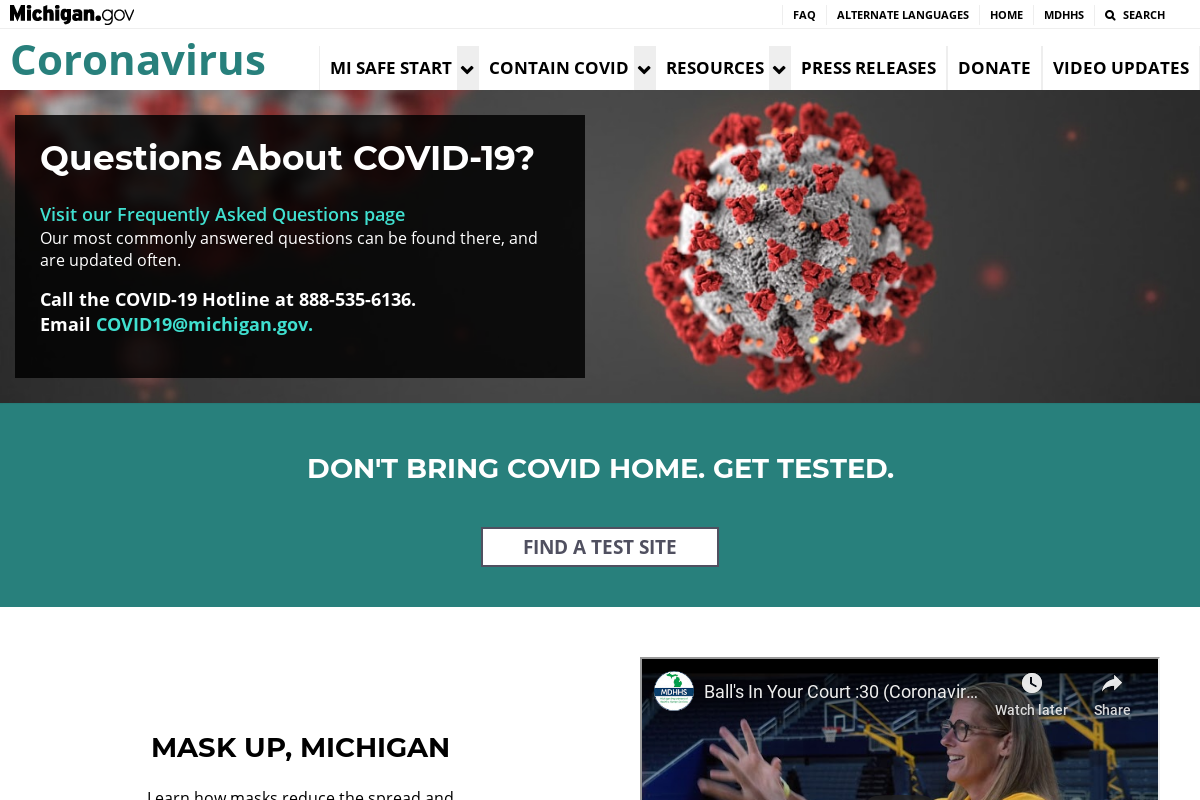 Michigan.gov
FAQ
ALTERNATE LANGUAGES
HOME
MDHHS
SEARCH
Coronavirus
MI SAFE START
CONTAIN COVID
RESOURCES
PRESS RELEASES
DONATE
VIDEO UPDATES
Questions About COVID-19?
Visit our Frequently Asked Questions page
Our most commonly answered questions can be found there, and
are updated often.
Call the COVID-19 Hotline at 888-535-6136.
Email COVID19@michigan.gov.
DON'T BRING COVID HOME. GET TESTED.
FIND A TEST SITE
MDHHS
Ball's In Your Court :30 (Coronavir...
Watch later
Share
MASK UP, MICHIGAN
Learn how masks reduce the spread and